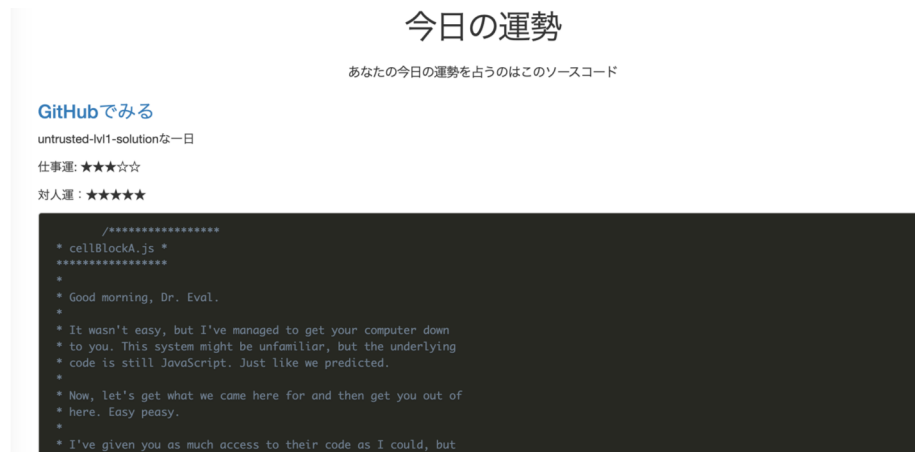 今日の運勢
あなたの今日の運勢を占うのはこのソースコード
GitHubでみる
untrusted-lvl1-solutionな一日
仕事運: ★★★☆☆
対人運：★★★★★
/*****************
* cellBlockA.js *
*****************
*
* Good morning, Dr. Eval.
*
* It wasn't easy, but I've managed to get your computer down
* to you. This system might be unfamiliar, but the underlying
* code is still JavaScript. Just like we predicted.
*
* Now, let's get what we came here for and then get you out of
* here. Easy peasy.
*
* I've given you as much access to their code as I could, but